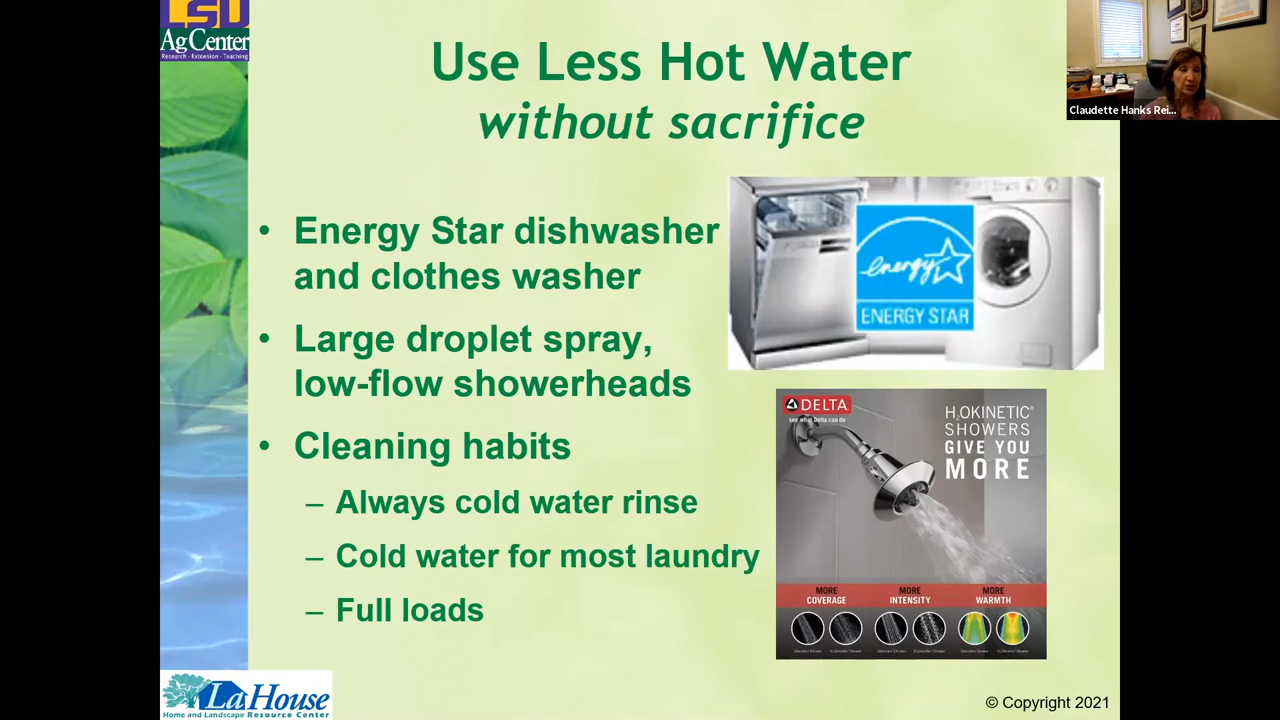 LSU
AgCenter
Research · Extension · Teaching
Use Less Hot Water
without sacrifice
Claudette Hanks Rei...
• Energy Star dishwasher
and clothes washer
• Large droplet spray,
low-flow showerheads
• Cleaning habits
– Always cold water rinse
– Cold water for most laundry
– Full loads
energy
ENERGY STAR
DELTA
see what Delta can do
H2OKINETIC®
SHOWERS
GIVE YOU
MORE
MORE
COVERAGE
MORE
INTENSITY
MORE
WARMTH
LaHouse
Home and Landscape Resource Center
© Copyright 2021